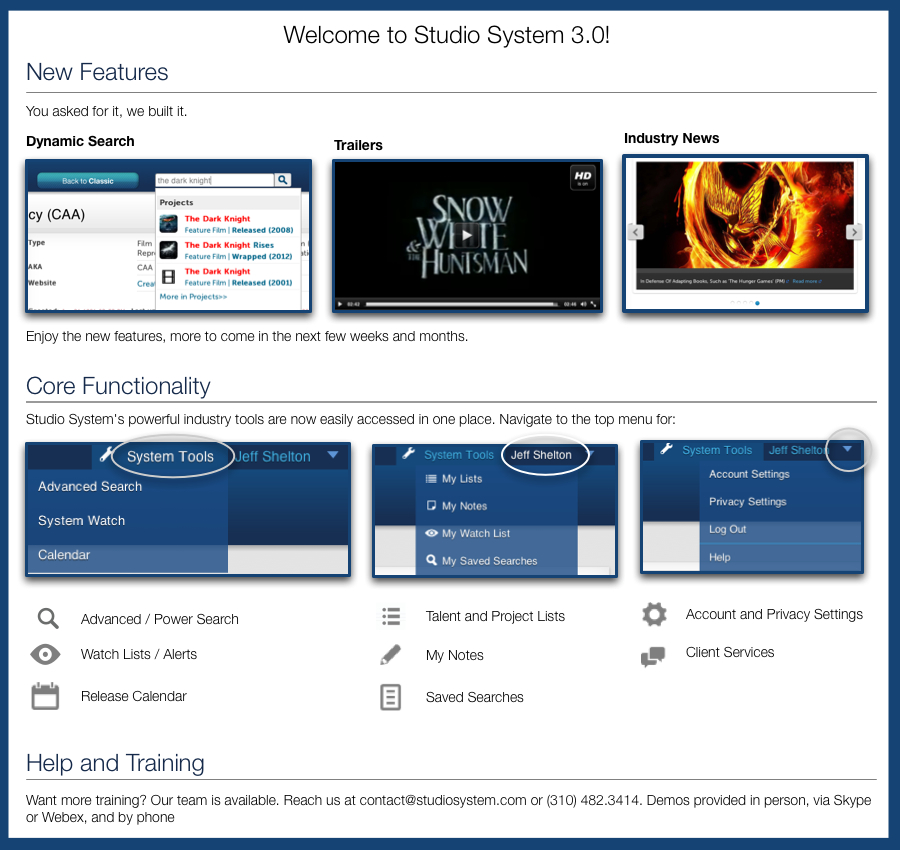 Welcome to Studio System 3.0!
New Features
You asked for it, we built it.
Dynamic Search
Trailers
Industry News
Back to Classic
the dark knight
cy (CAA)
Projects
The Dark Knight
Feature Film | Released (2008)
The Dark Knight Rises
Feature Film | Wrapped (2012)
The Dark Knight
Feature Film | Released (2001)
More in Projects>>
Type
Film
Repr
AKA
CAA
Website
Crea
HD
is on
SNOW
WHITE
& THE
HUNTSMAN
02:42
02:46
In Defense Of Adapting Books, Such as 'The Hunger Games' (PM) // Read more //
Enjoy the new features, more to come in the next few weeks and months.
Core Functionality
Studio System's powerful industry tools are now easily accessed in one place. Navigate to the top menu for:
System Tools Jeff Shelton
Advanced Search
System Watch
Calendar
System Tools Jeff Shelton
My Lists
My Notes
My Watch List
My Saved Searches
System Tools Jeff Shelton
Account Settings
Privacy Settings
Log Out
Help
Advanced / Power Search
Watch Lists / Alerts
Release Calendar
Talent and Project Lists
My Notes
Saved Searches
Account and Privacy Settings
Client Services
Help and Training
Want more training? Our team is available. Reach us at contact@studiosystem.com or (310) 482.3414. Demos provided in person, via Skype
or Webex, and by phone